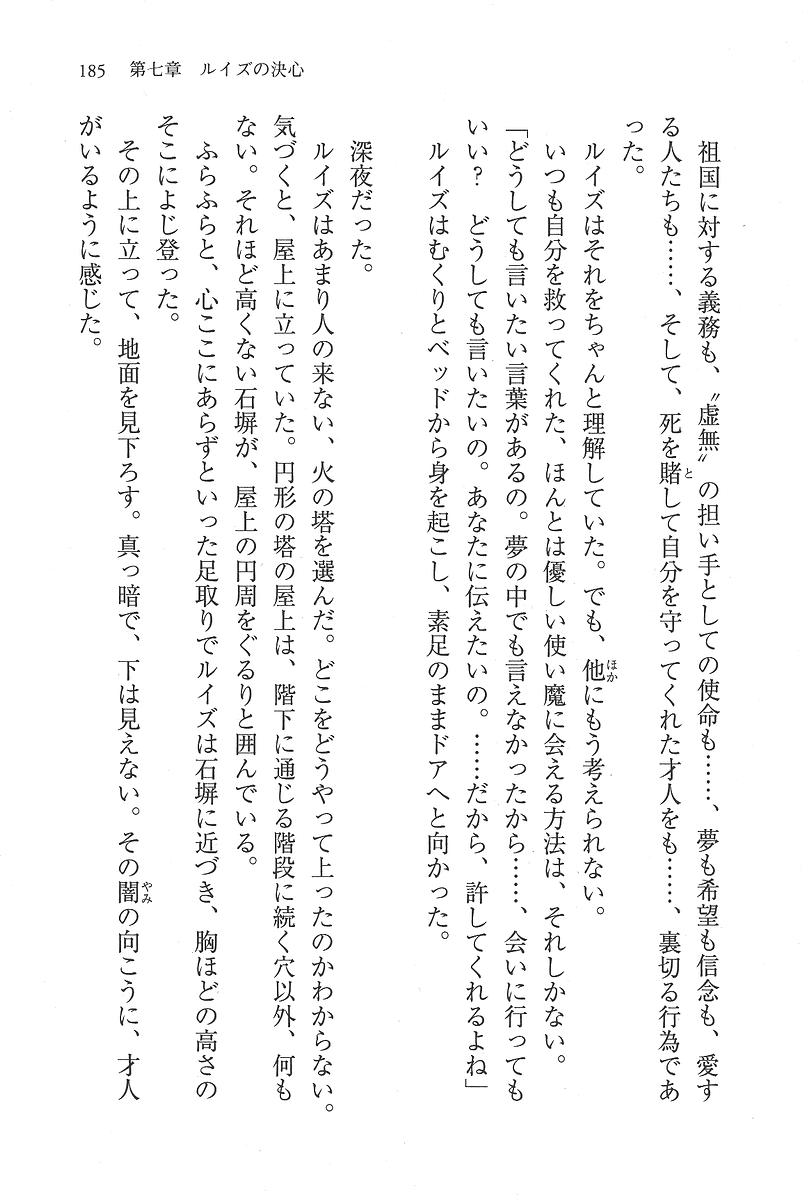 185　第七章　ルイズの決心
　祖国に対する義務も、〝虚無〟の担い手としての使命も……、夢も希望も信念も、愛す
る人たちも……、そして、死を賭して自分を守ってくれた才人をも……、裏切る行為であ
った。
　ルイズはそれをちゃんと理解していた。でも、他にもう考えられない。
　いつも自分を救ってくれた、ほんとは優しい使い魔に会える方法は、それしかない。
「どうしても言いたい言葉があるの。夢の中でも言えなかったから……、会いに行っても
いい？　どうしても言いたいの。あなたに伝えたいの。……だから、許してくれるよね」
　ルイズはむくりとベッドから身を起こし、素足のままドアへと向かった。
　深夜だった。
　ルイズはあまり人の来ない、火の塔を選んだ。どこをどうやって上ったのかわからない。
気づくと、屋上に立っていた。円形の塔の屋上は、階下に通じる階段に続く穴以外、何も
ない。それほど高くない石塀が、屋上の円周をぐるりと囲んでいる。
　ふらふらと、心ここにあらずといった足取りでルイズは石塀に近づき、胸ほどの高さの
そこによじ登った。
　その上に立って、地面を見下ろす。真っ暗で、下は見えない。その闇の向こうに、才人
がいるように感じた。